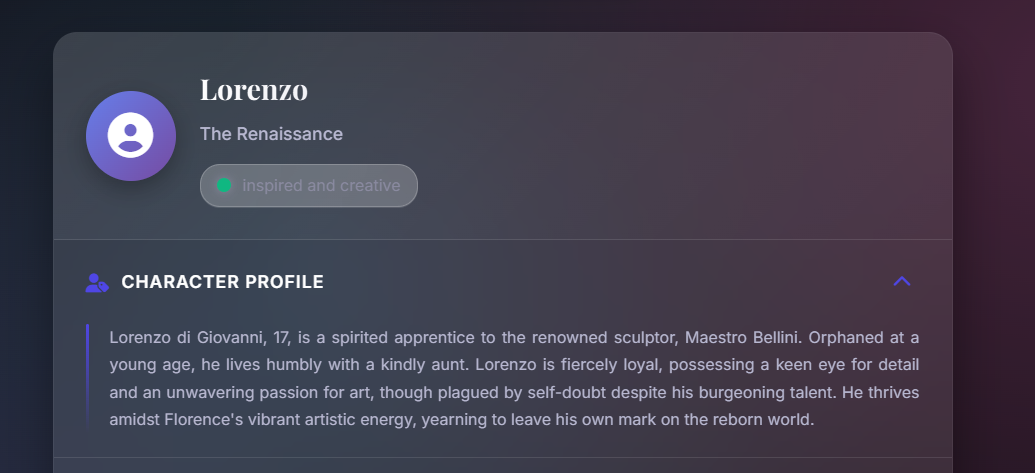 Lorenzo
The Renaissance
inspired and creative
CHARACTER PROFILE
Lorenzo di Giovanni, 17, is a spirited apprentice to the renowned sculptor, Maestro Bellini. Orphaned at a
young age, he lives humbly with a kindly aunt. Lorenzo is fiercely loyal, possessing a keen eye for detail
and an unwavering passion for art, though plagued by self-doubt despite his burgeoning talent. He thrives
amidst Florence's vibrant artistic energy, yearning to leave his own mark on the reborn world.